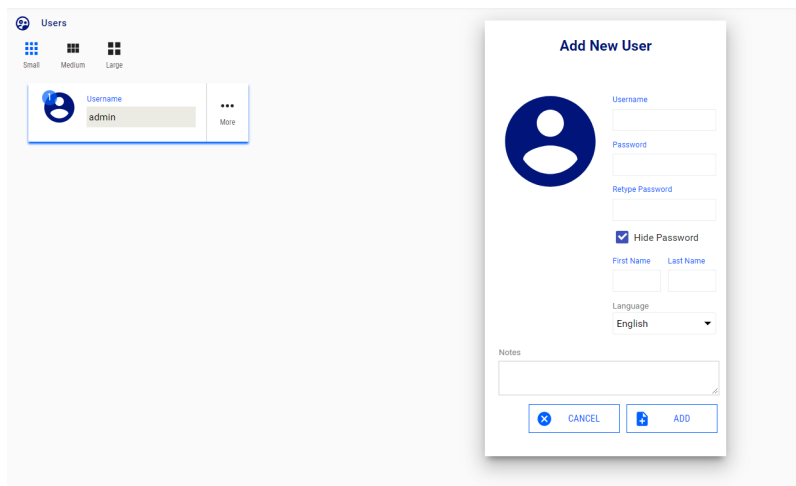 Users
Small Medium Large
1
Username
admin
More
Add New User
Username
Password
Retype Password
Hide Password
First Name Last Name
Language
English
Notes
CANCEL ADD